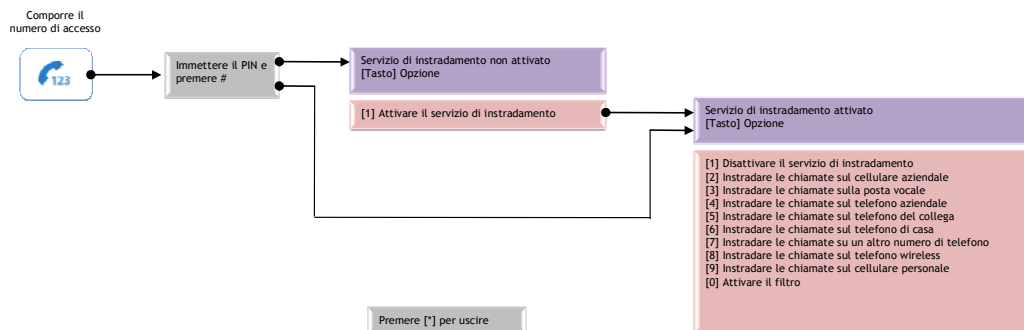 Comporre il
numero di accesso
123
Immettere il PIN e
premere #
Servizio di instradamento non attivato
[Tasto] Opzione
[1] Attivare il servizio di instradamento
Servizio di instradamento attivato
[Tasto] Opzione
[1] Disattivare il servizio di instradamento
[2] Instradare le chiamate sul cellulare aziendale
[3] Instradare le chiamate sulla posta vocale
[4] Instradare le chiamate sul telefono aziendale
[5] Instradare le chiamate sul telefono del collega
[6] Instradare le chiamate sul telefono di casa
[7] Instradare le chiamate su un altro numero di telefono
[8] Instradare le chiamate sul telefono wireless
[9] Instradare le chiamate sul cellulare personale
[0] Attivare il filtro
Premere [*] per uscire